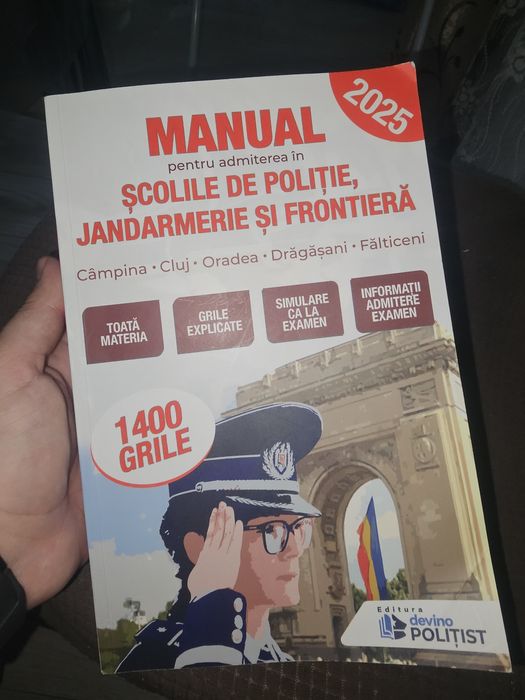 2025
MANUAL
pentru admiterea în
ȘCOLILE DE POLIȚIE,
JANDARMERIE ȘI FRONTIERĂ
Câmpina • Cluj • Oradea • Drăgășani • Fălticeni
TOATĂ
MATERIA
GRILE
EXPLICATE
SIMULARE
CA LA
EXAMEN
INFORMAȚII
ADMITERE
EXAMEN
1400
GRILE
Editura
devino
POLIȚIST